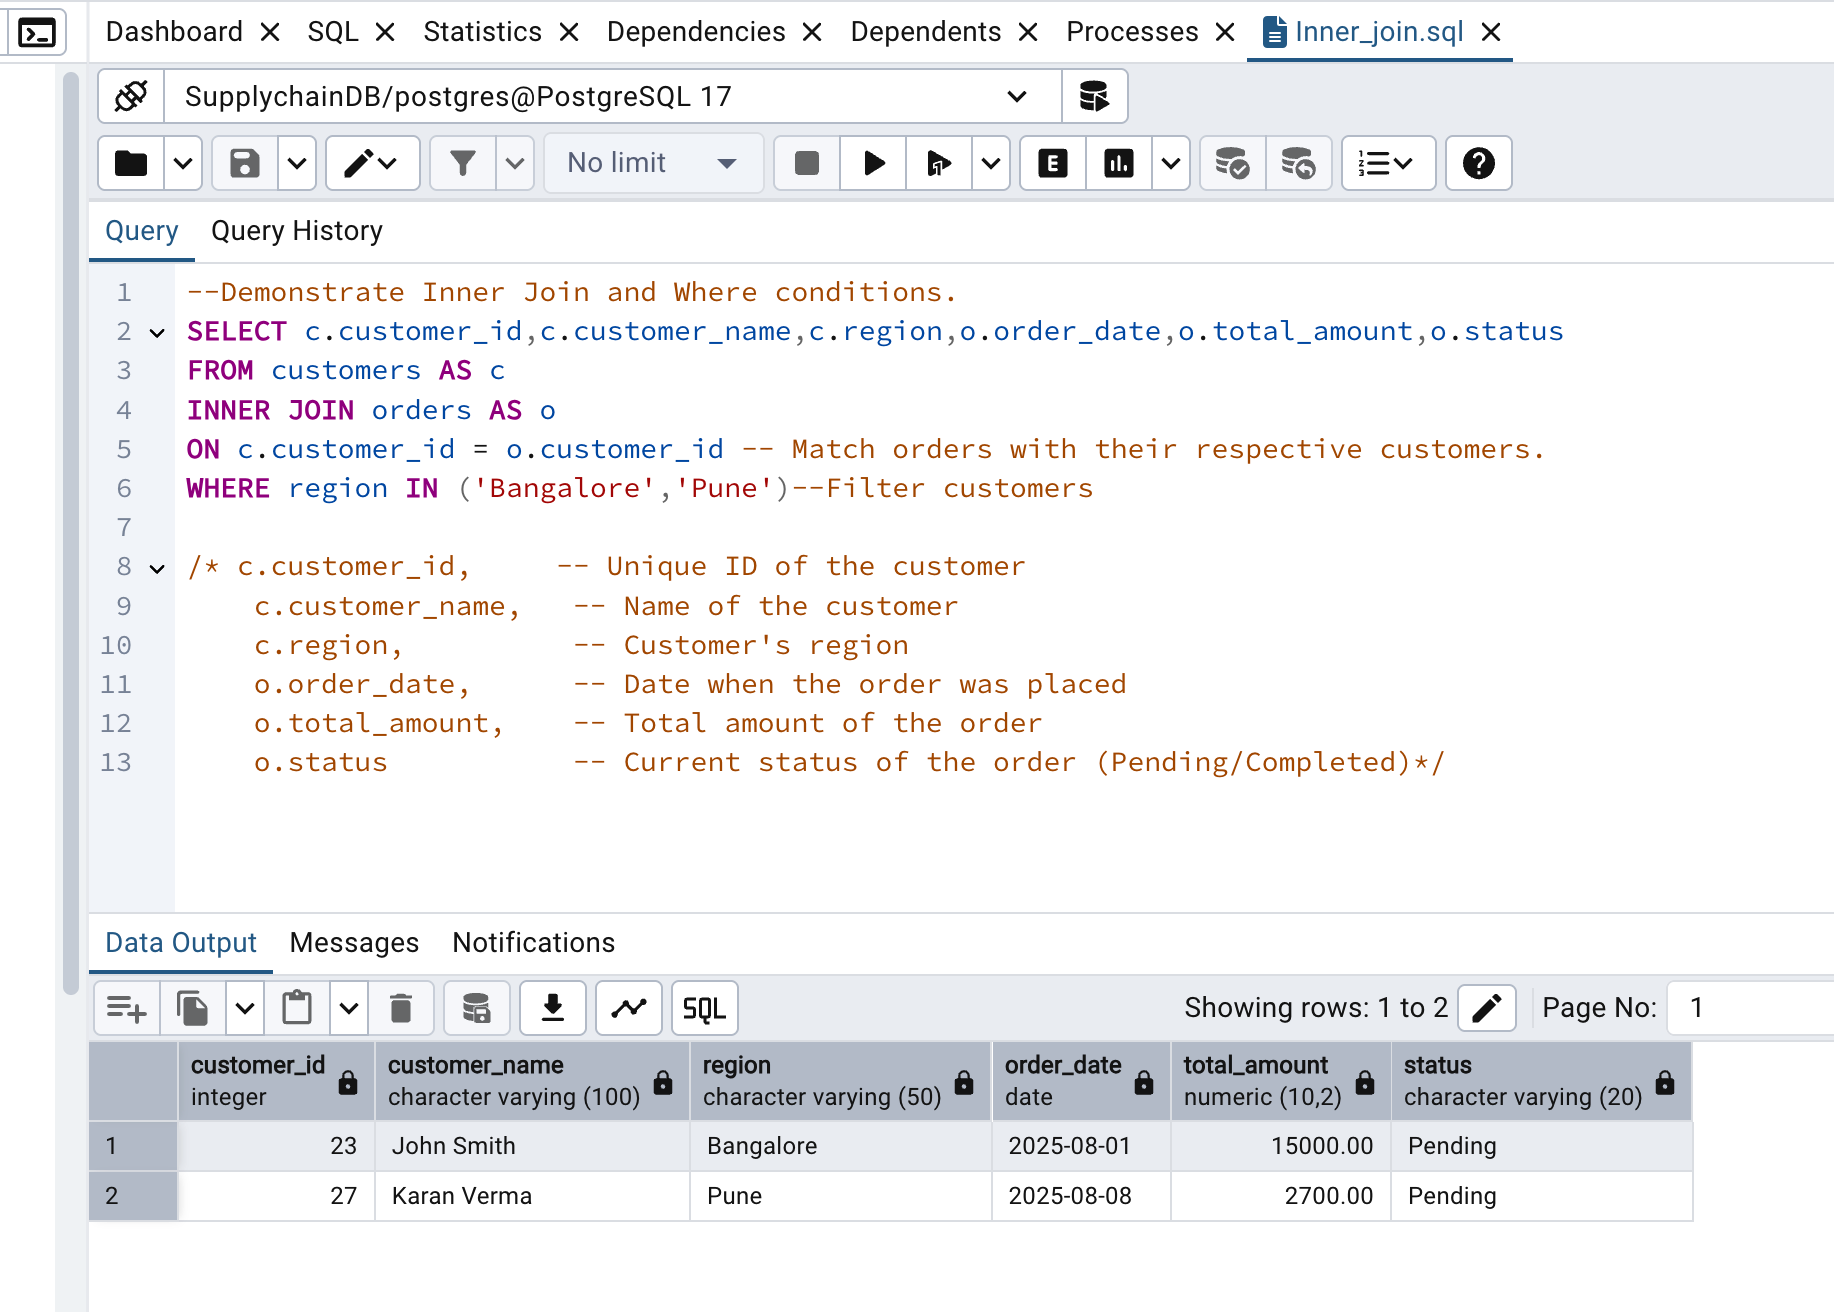 Dashboard SQL Statistics Dependencies Dependents Processes Inner_join.sql
SupplychainDB/postgres@PostgreSQL 17
No limit E
Query Query History
1 --Demonstrate Inner Join and Where conditions.
2 SELECT c.customer_id,c.customer_name,c.region,o.order_date,o.total_amount,o.status
3 FROM customers AS c
4 INNER JOIN orders AS o
5 ON c.customer_id = o.customer_id -- Match orders with their respective customers.
6 WHERE region IN ('Bangalore','Pune')--Filter customers
7
8 /* c.customer_id, -- Unique ID of the customer
9 c.customer_name, -- Name of the customer
10 c.region, -- Customer's region
11 o.order_date, -- Date when the order was placed
12 o.total_amount, -- Total amount of the order
13 o.status -- Current status of the order (Pending/Completed)*/
Data Output Messages Notifications
SQL Showing rows: 1 to 2 Page No: 1
customer_id customer_name region order_date total_amount status
integer character varying (100) character varying (50) date numeric (10,2) character varying (20)
1 23 John Smith Bangalore 2025-08-01 15000.00 Pending
2 27 Karan Verma Pune 2025-08-08 2700.00 Pending